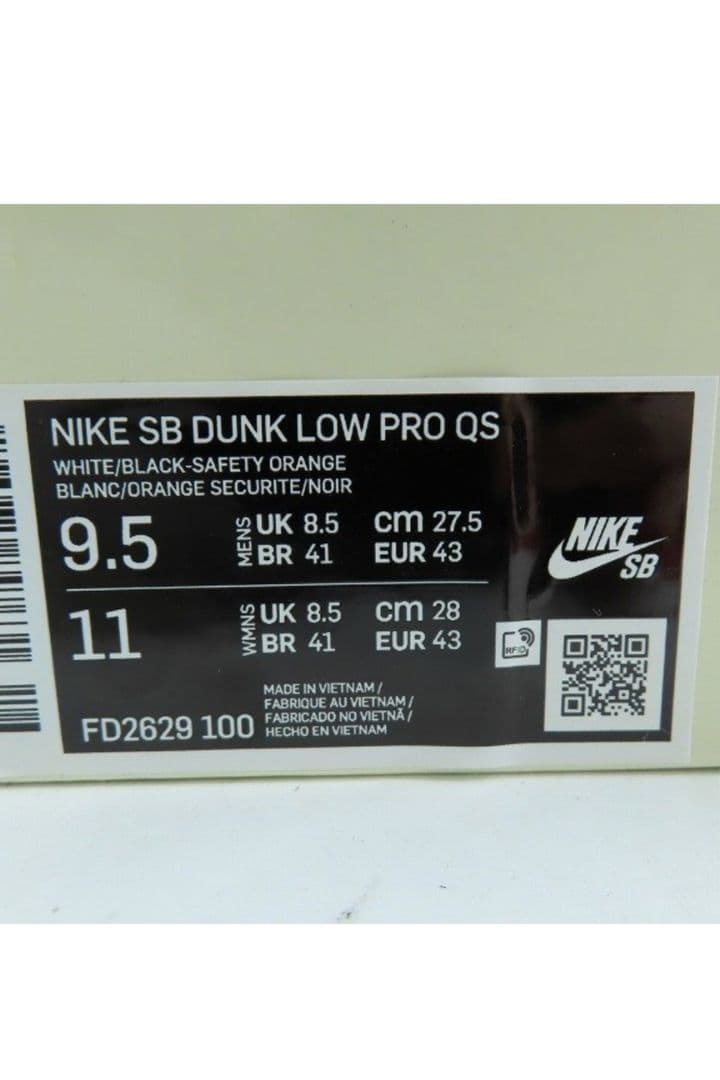 NIKE SB DUNK LOW PRO QS
WHITE/BLACK-SAFETY ORANGE
BLANC/ORANGE SECURITE/NOIR
9.5 MENS UK 8.5 cm 27.5
BR 41 EUR 43
NIKE
SB
11 WMNS UK 8.5 cm 28
BR 41 EUR 43
RFID
FD2629 100
MADE IN VIETNAM /
FABRIQUE AU VIETNAM /
FABRICADO NO VIETNÃ /
HECHO EN VIETNAM